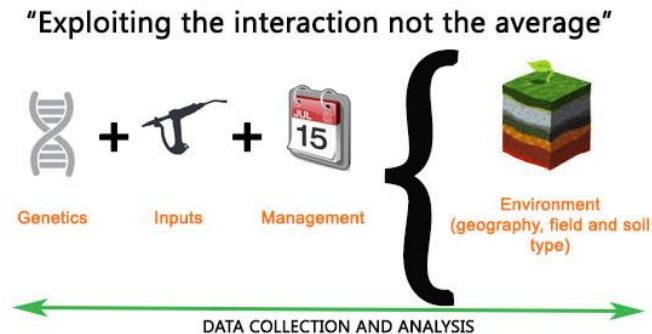 "Exploiting the interaction not the average"
JUL
15
Genetics
Inputs
Management
Environment
(geography, field and soil
type)
DATA COLLECTION AND ANALYSIS